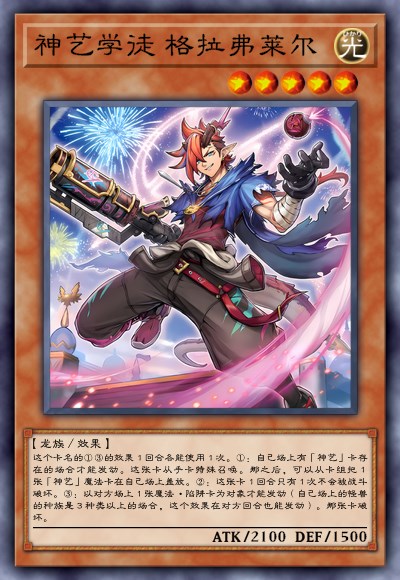 神艺学徒 格拉弗莱尔
光
【龙族／效果】
这个卡名的①③的效果1回合各能使用1次。①：自己场上有「神艺」卡存
在的场合才能发动。这张卡从手卡特殊召唤。那之后，可以从卡组把1
张「神艺」魔法卡在自己场上盖放。②：这张卡1回合只有1次不会被战斗
破坏。③：以对方场上1张魔法·陷阱卡为对象才能发动（自己场上的怪兽
的种族是3种类以上的场合，这个效果在对方回合也能发动）。那张卡破
坏。
ATK/2100 DEF/1500